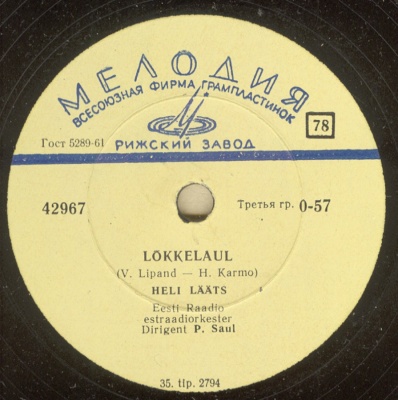 МЕЛОДИЯ
ВСЕСОЮЗНАЯ ФИРМА ГРАМПЛАСТИНОК
78
Гост 5289-61
РИЖСКИЙ ЗАВОД
42967
Третья гр. 0-57
LÕKKELAUL
(V. Lipand — H. Karmo)
HELI LÄÄTS
Eesti Raadio
estraadiorkester
Dirigent P. Saul
35. tip. 2794